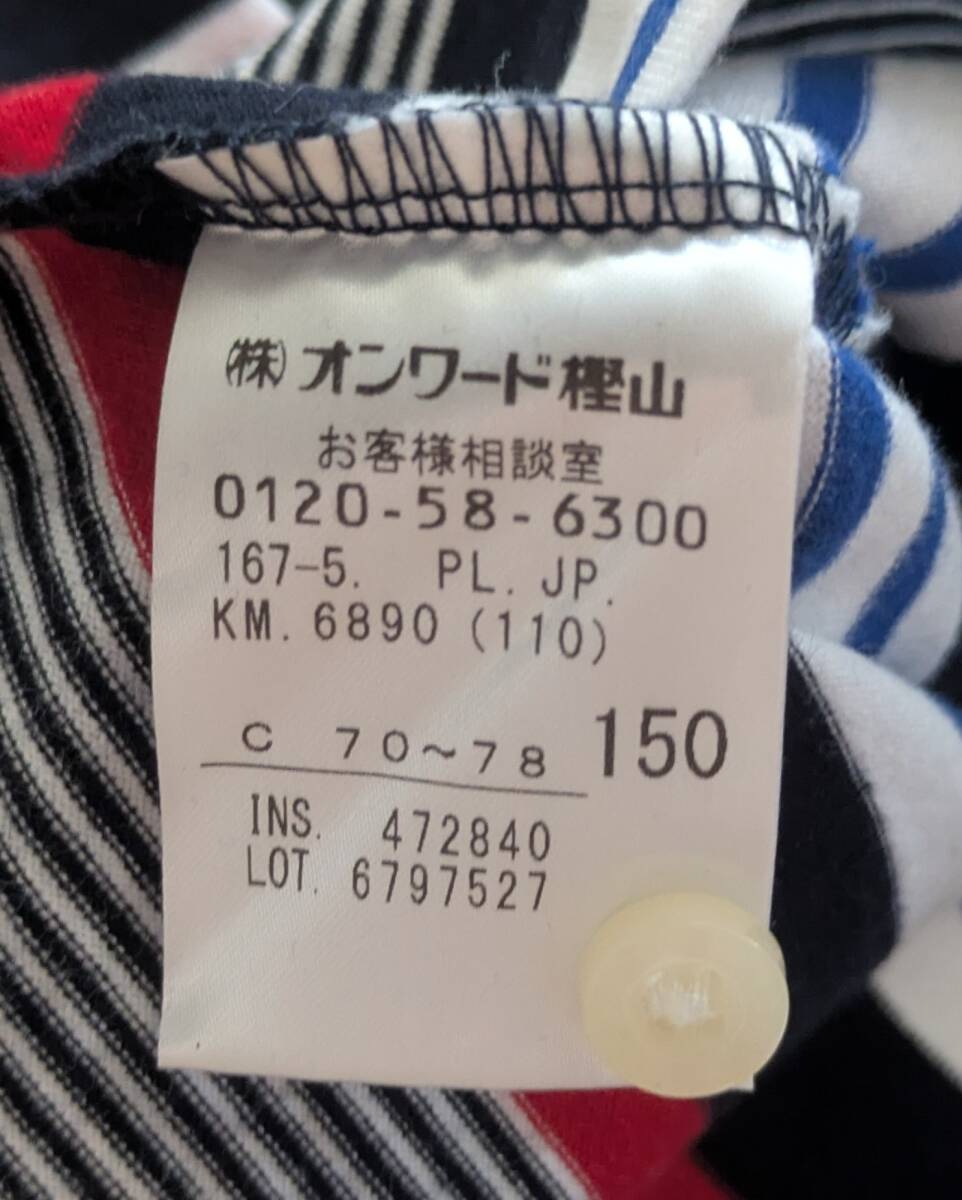 (株)オンワード樫山
お客様相談室
0120-58-6300
167-5. PL. JP.
KM. 6890 (110)
C 70~78 150
INS. 472840
LOT. 6797527